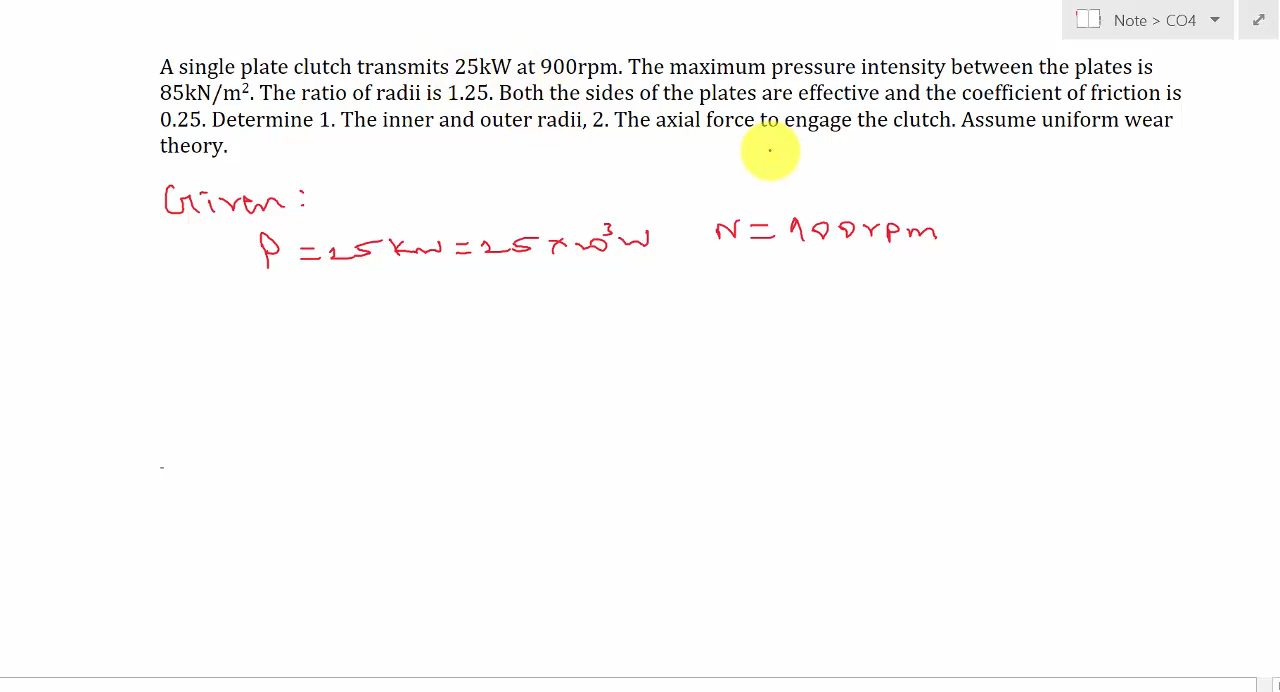 Note > CO4
A single plate clutch transmits 25kW at 900rpm. The maximum pressure intensity between the plates is
85kN/m². The ratio of radii is 1.25. Both the sides of the plates are effective and the coefficient of friction is
0.25. Determine 1. The inner and outer radii, 2. The axial force to engage the clutch. Assume uniform wear
theory.
Given:
P = 25 kW = 25 × 10³ W N = 900 rpm